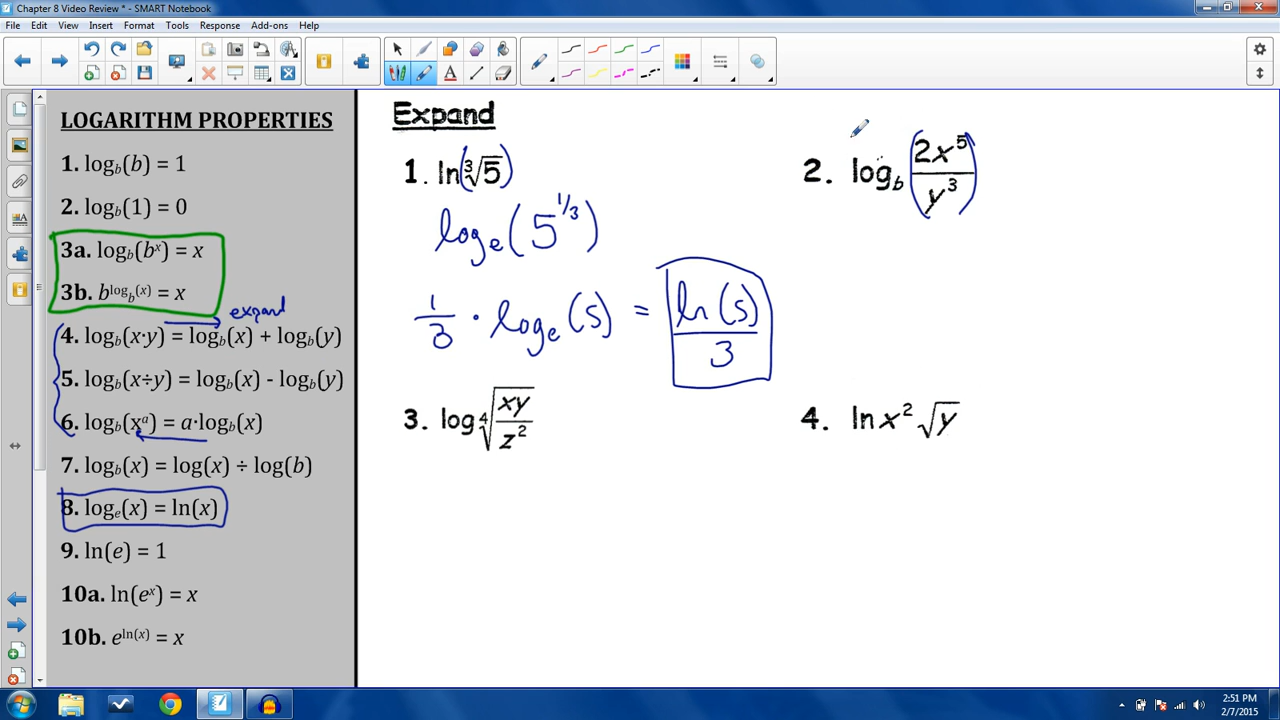 Chapter 8 Video Review * - SMART Notebook
File Edit View Insert Format Tools Response Add-ons Help
LOGARITHM PROPERTIES
1. log_b(b) = 1
2. log_b(1) = 0
3a. log_b(b^x) = x
3b. b^(log_b(x)) = x
expand
4. log_b(x·y) = log_b(x) + log_b(y)
5. log_b(x÷y) = log_b(x) - log_b(y)
6. log_b(x^a) = a·log_b(x)
7. log_b(x) = log(x) ÷ log(b)
8. log_e(x) = ln(x)
9. ln(e) = 1
10a. ln(e^x) = x
10b. e^(ln(x)) = x
Expand
1. ln(∛5)
log_e(5^(1/3))
1/3 · log_e(5) = ln(5)/3
2. log_b(2x^5/y^3)
3. log ∜(xy/z^2)
4. ln x^2 √y
2:51 PM
2/7/2015